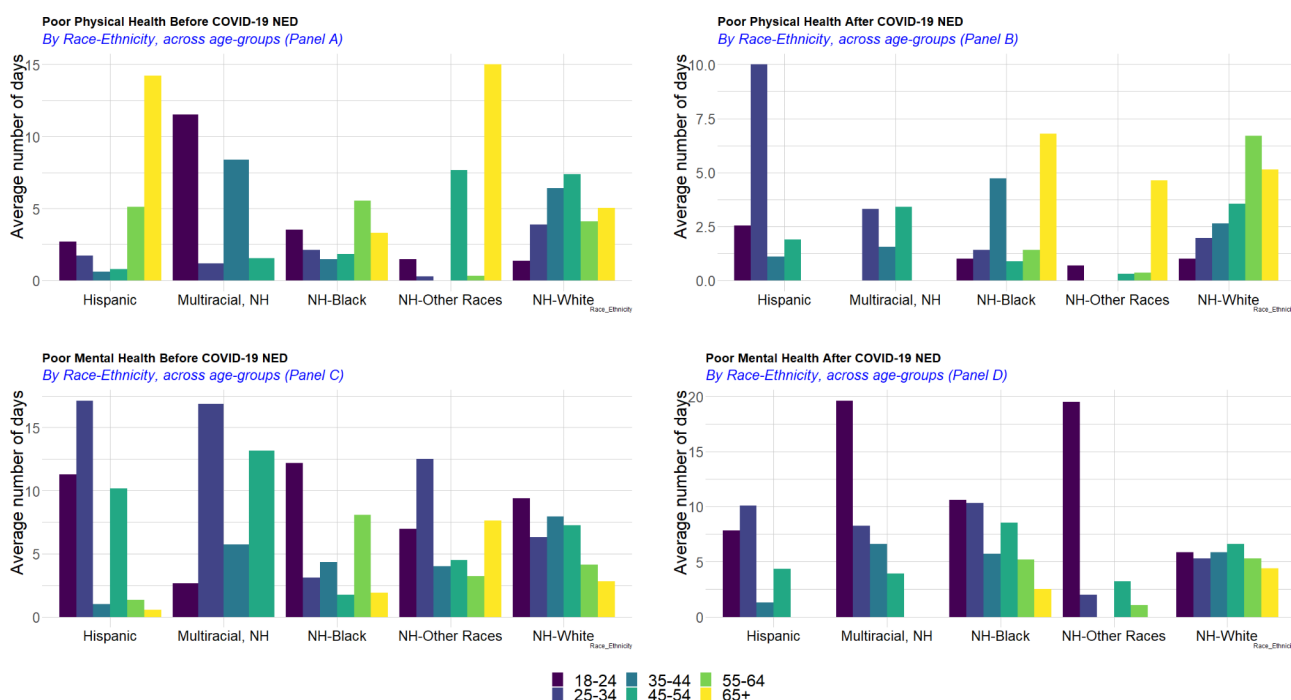 Poor Physical Health Before COVID-19 NED
By Race-Ethnicity, across age-groups (Panel A)
Average number of days
15
10
5
0
Hispanic
Multiracial, NH
NH-Black
NH-Other Races
NH-White
Race_Ethnicity
Poor Physical Health After COVID-19 NED
By Race-Ethnicity, across age-groups (Panel B)
Average number of days
10.0
7.5
5.0
2.5
0.0
Hispanic
Multiracial, NH
NH-Black
NH-Other Races
NH-White
Race_Ethnicity
Poor Mental Health Before COVID-19 NED
By Race-Ethnicity, across age-groups (Panel C)
Average number of days
15
10
5
0
Hispanic
Multiracial, NH
NH-Black
NH-Other Races
NH-White
Race_Ethnicity
Poor Mental Health After COVID-19 NED
By Race-Ethnicity, across age-groups (Panel D)
Average number of days
20
15
10
5
0
Hispanic
Multiracial, NH
NH-Black
NH-Other Races
NH-White
Race_Ethnicity
18-24 35-44 55-64
25-34 45-54 65+